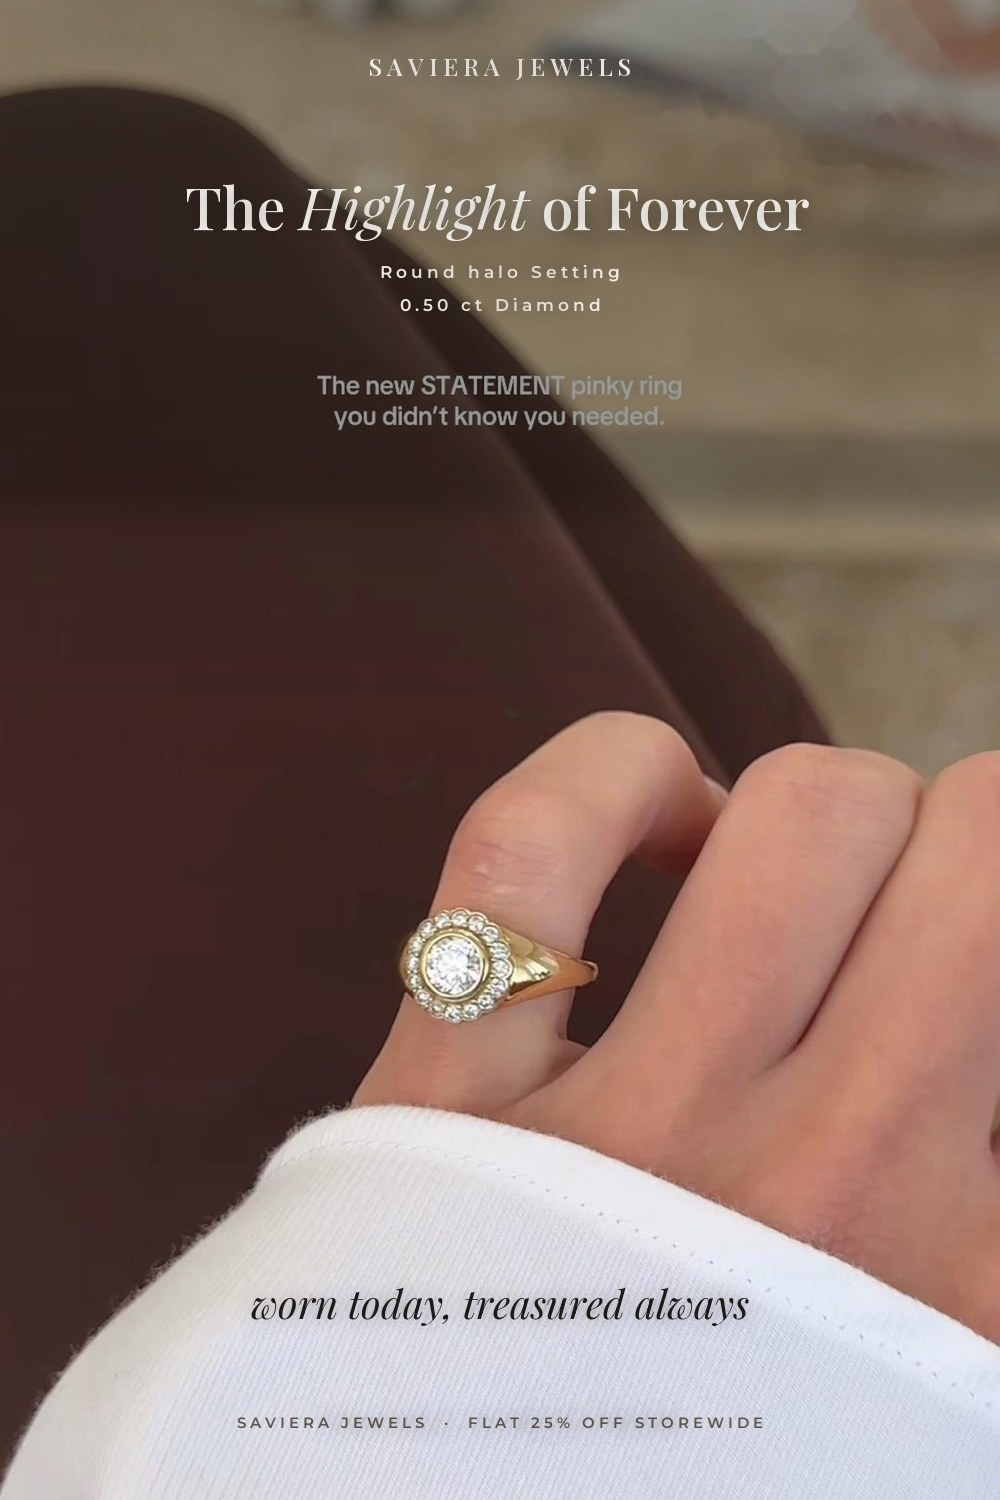 SAVIERA JEWELS
The Highlight of Forever
Round halo Setting
0.50 ct Diamond
The new STATEMENT pinky ring
you didn't know you needed.
worn today, treasured always
SAVIERA JEWELS · FLAT 25% OFF STOREWIDE